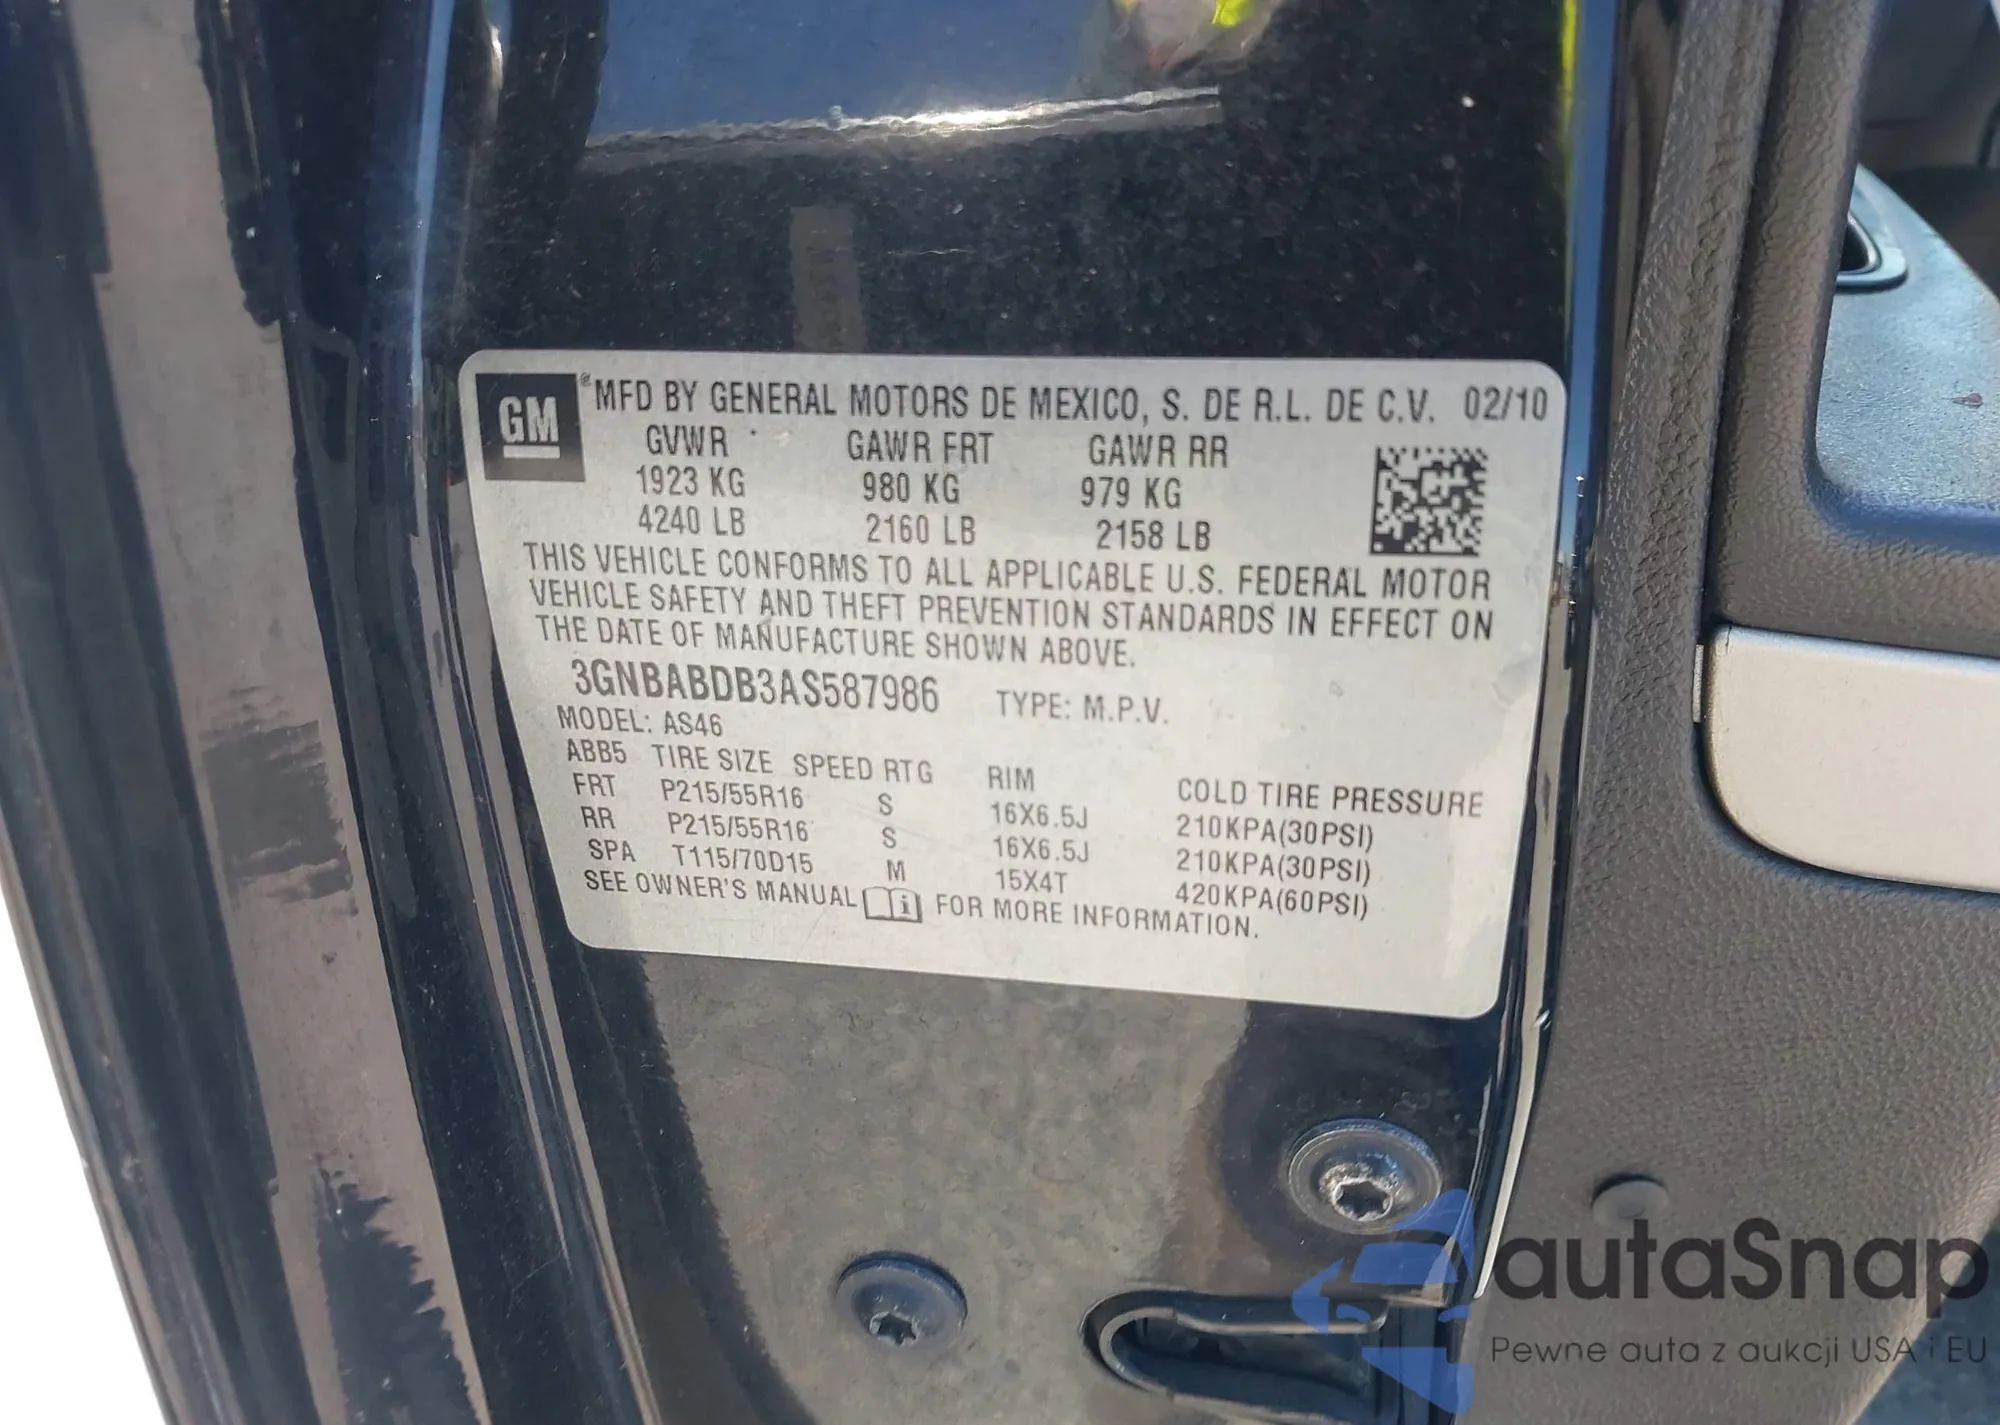 GM ® MFD BY GENERAL MOTORS DE MEXICO, S. DE R.L. DE C.V. 02/10
GVWR GAWR FRT GAWR RR
1923 KG 980 KG 979 KG
4240 LB 2160 LB 2158 LB
THIS VEHICLE CONFORMS TO ALL APPLICABLE U.S. FEDERAL MOTOR
VEHICLE SAFETY AND THEFT PREVENTION STANDARDS IN EFFECT ON
THE DATE OF MANUFACTURE SHOWN ABOVE.
3GNBABDB3AS587986 TYPE: M.P.V.
MODEL: AS46
ABB5 TIRE SIZE SPEED RTG RIM COLD TIRE PRESSURE
FRT P215/55R16 S 16X6.5J 210KPA(30PSI)
RR P215/55R16 S 16X6.5J 210KPA(30PSI)
SPA T115/70D15 M 15X4T 420KPA(60PSI)
SEE OWNER'S MANUAL i FOR MORE INFORMATION.
autaSnap
Pewne auta z aukcji USA i EU